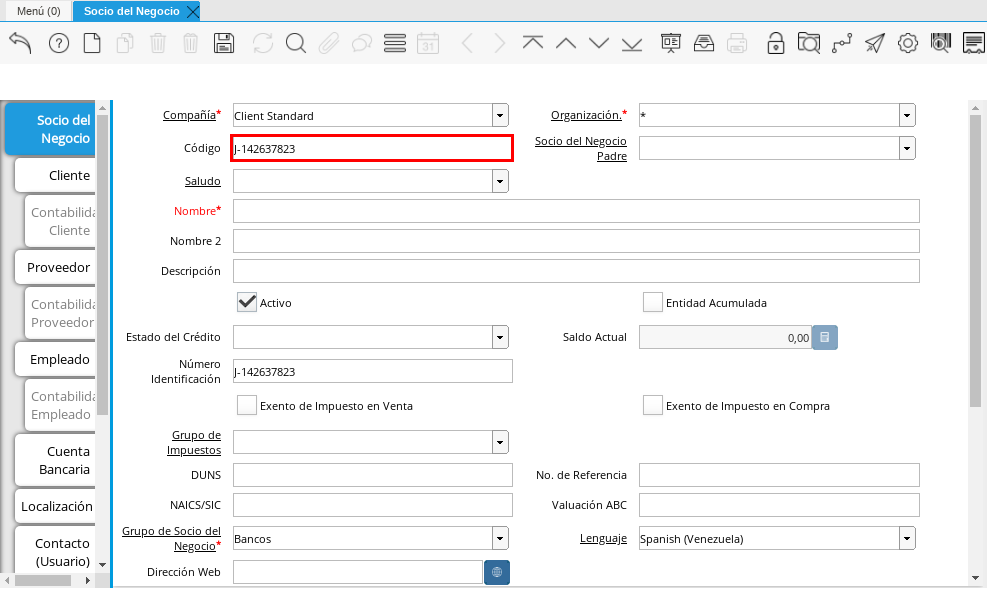 Menú (0)
Socio del Negocio
31
Socio del
Negocio
Cliente
Contabilida
Cliente
Proveedor
Contabilida
Proveedor
Empleado
Contabilida
Empleado
Cuenta
Bancaria
Localización
Contacto
(Usuario)
Compañía* Client Standard Organización.* *
Código J-142637823 Socio del Negocio
Padre
Saludo
Nombre*
Nombre 2
Descripción
Activo Entidad Acumulada
Estado del Crédito Saldo Actual 0,00
Número
Identificación J-142637823
Exento de Impuesto en Venta Exento de Impuesto en Compra
Grupo de
Impuestos
DUNS No. de Referencia
NAICS/SIC Valuación ABC
Grupo de Socio del
Negocio* Bancos Lenguaje Spanish (Venezuela)
Dirección Web